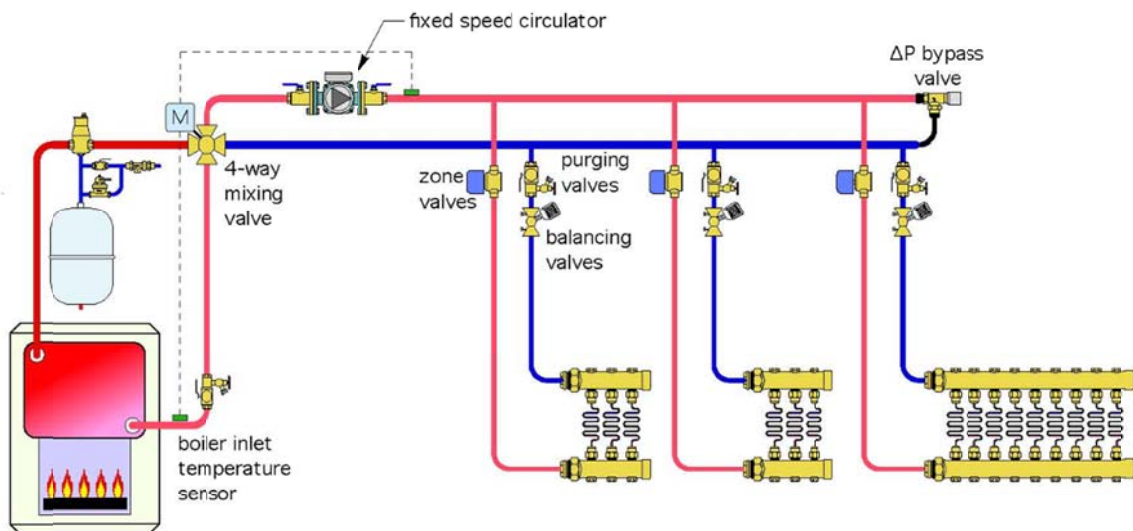 fixed speed circulator
ΔP bypass
valve
M
4-way
mixing
valve
zone
valves
purging
valves
balancing
valves
boiler inlet
temperature
sensor